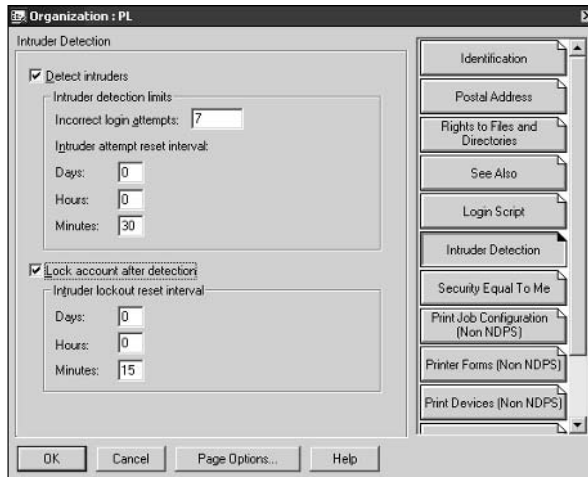 Organization : PL
Intruder Detection
Detect intruders
Intruder detection limits
Incorrect login attempts: 7
Intruder attempt reset interval:
Days: 0
Hours: 0
Minutes: 30
Lock account after detection
Intruder lockout reset interval
Days: 0
Hours: 0
Minutes: 15
Identification
Postal Address
Rights to Files and
Directories
See Also
Login Script
Intruder Detection
Security Equal To Me
Print Job Configuration
(Non NDPS)
Printer Forms (Non NDPS)
Print Devices (Non NDPS)
OK
Cancel
Page Options...
Help